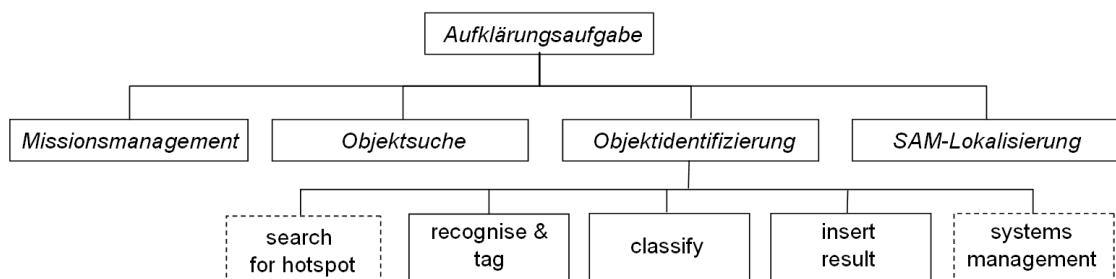 Aufklärungsaufgabe
Missionsmanagement
Objektsuche
Objektidentifizierung
SAM-Lokalisierung
search
for hotspot
recognise &
tag
classify
insert
result
systems
management